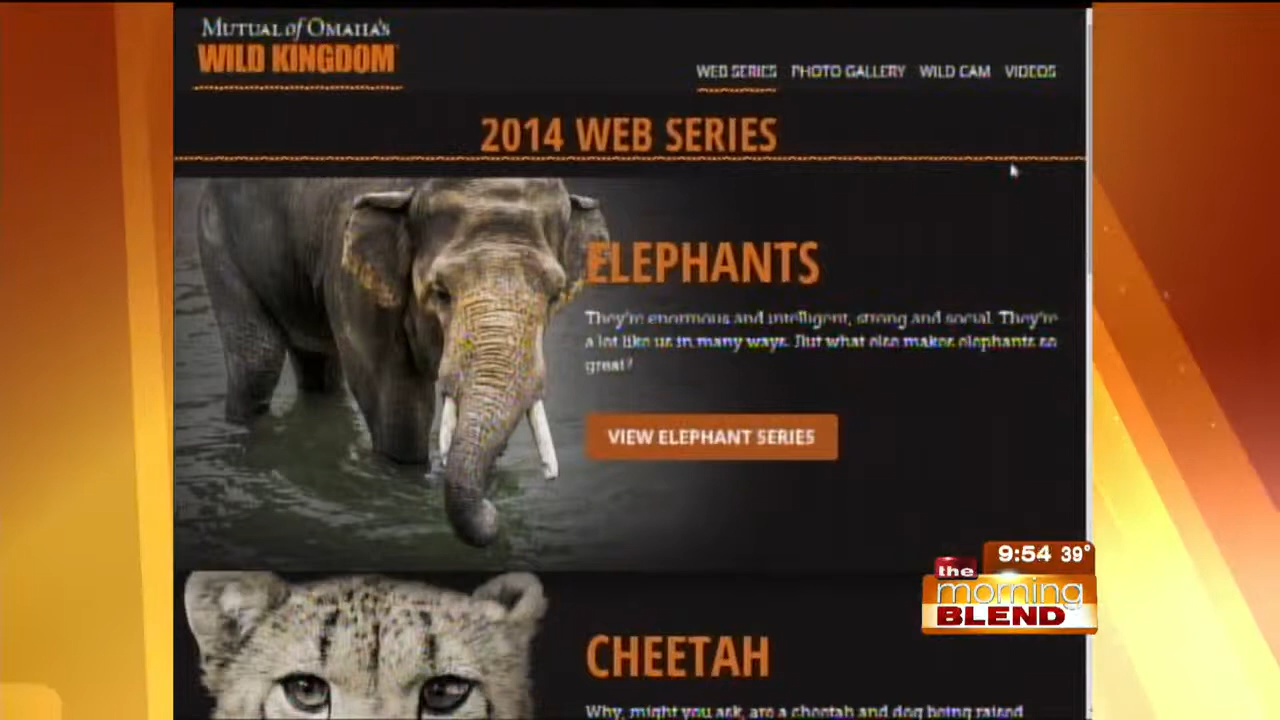 MUTUAL of OMAHA'S
WILD KINGDOM
WEB SERIES PHOTO GALLERY WILD CAM VIDEOS
2014 WEB SERIES
ELEPHANTS
They're enormous and intelligent, strong and social. They're
a lot like us in many ways. But what else makes elephants so
great?
VIEW ELEPHANT SERIES
9:54 39°
the
morning
BLEND
CHEETAH
Why, might you ask, are a cheetah and dog being raised